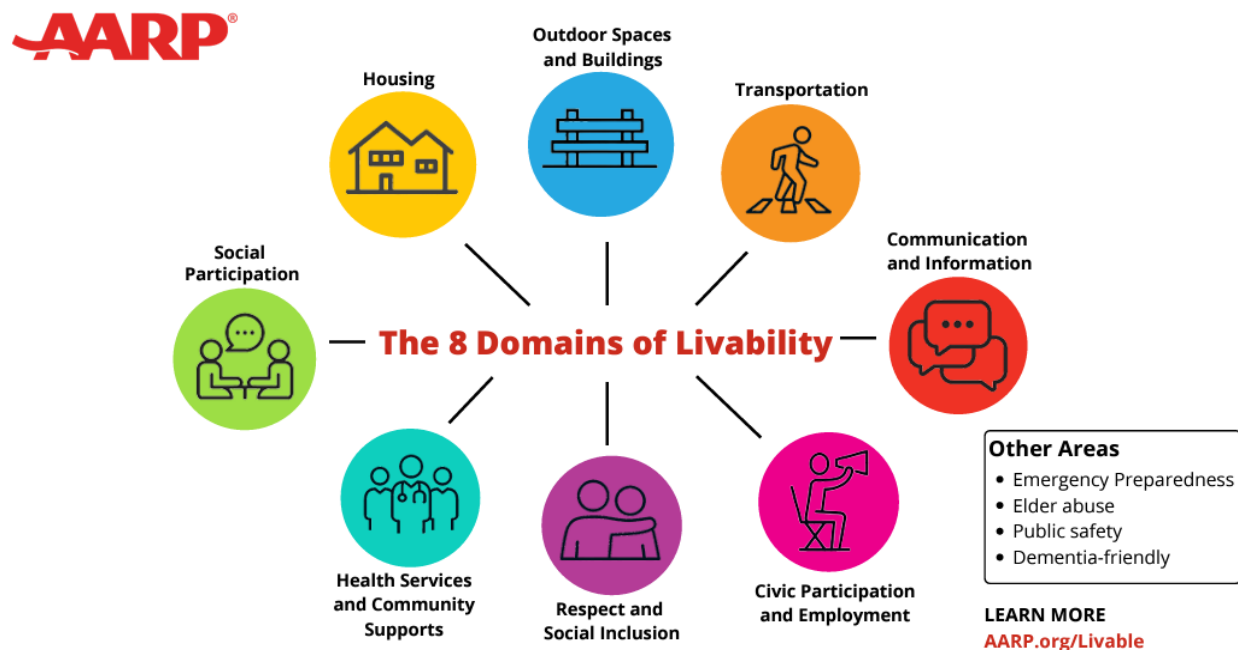 AARP®
Outdoor Spaces
and Buildings
Housing
Transportation
Social
Participation
Communication
and Information
The 8 Domains of Livability
Health Services
and Community
Supports
Respect and
Social Inclusion
Civic Participation
and Employment
Other Areas
• Emergency Preparedness
• Elder abuse
• Public safety
• Dementia-friendly
LEARN MORE
AARP.org/Livable